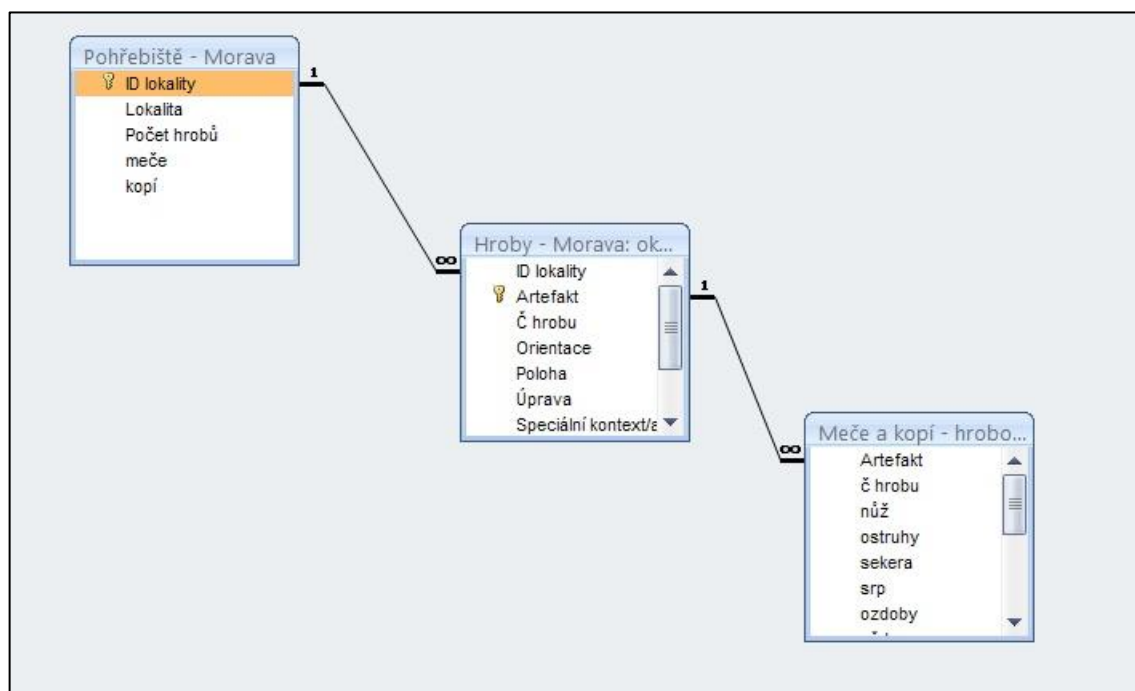 Pohřebiště - Morava
ID lokality
Lokalita
Počet hrobů
meče
kopí
1
∞
Hroby - Morava: ok...
ID lokality
Artefakt
Č hrobu
Orientace
Poloha
Úprava
Speciální kontext/a
1
∞
Meče a kopí - hrobo...
Artefakt
č hrobu
nůž
ostruhy
sekera
srp
ozdoby